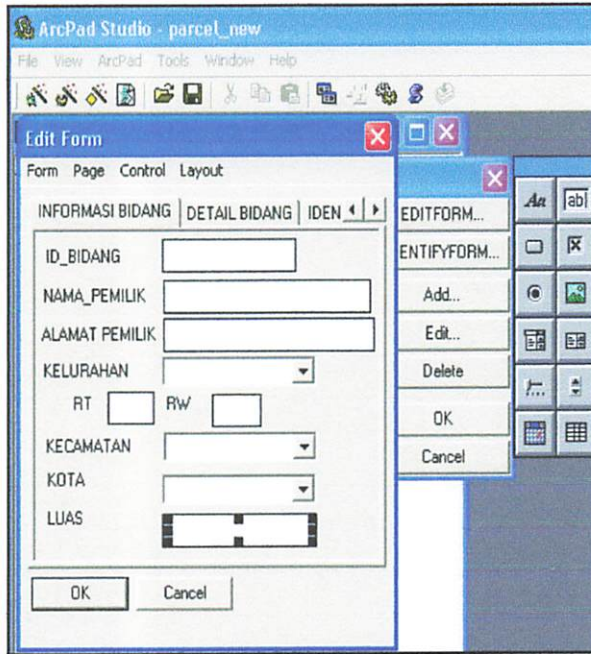 ArcPad Studio - parcel_new
File View ArcPad Tools Window Help
Edit Form
Form Page Control Layout
INFORMASI BIDANG DETAIL BIDANG IDEN
ID_BIDANG
NAMA_PEMILIK
ALAMAT PEMILIK
KELURAHAN
RT RW
KECAMATAN
KOTA
LUAS
OK Cancel
EDITFORM...
ENTIFYFORM...
Add...
Edit...
Delete
OK
Cancel
Aa ab|